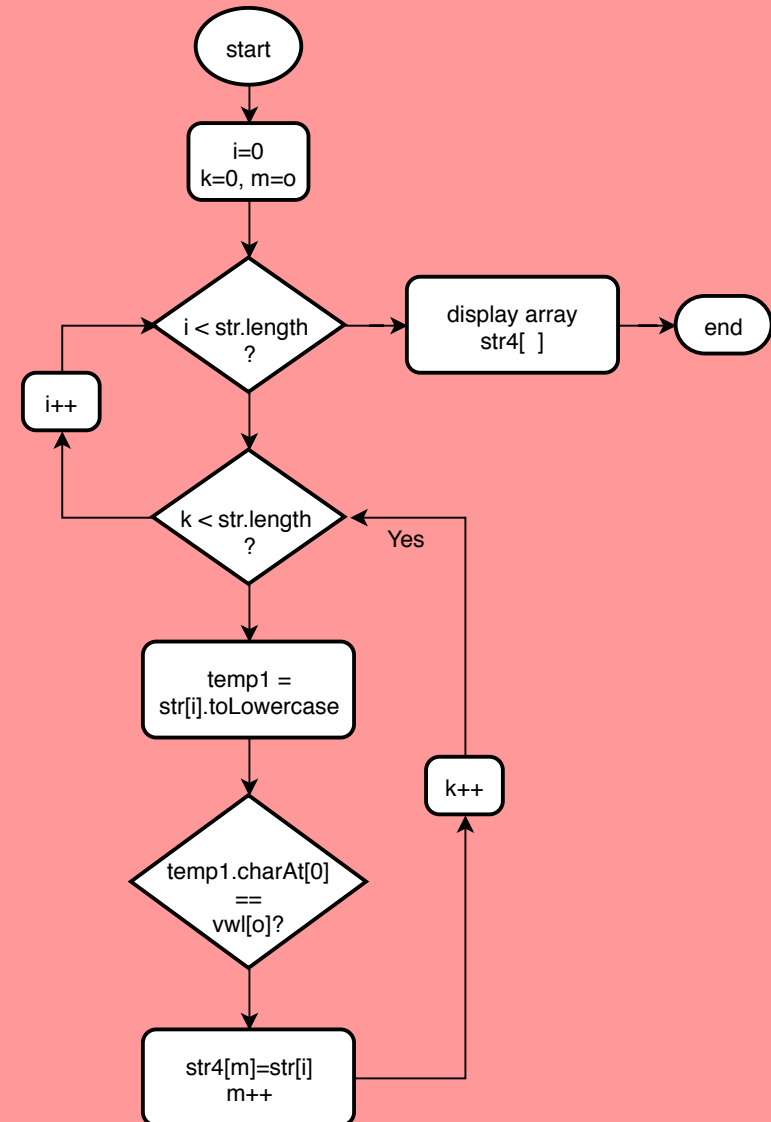 start
i=0
k=0, m=o
i < str.length
?
display array
str4[  ]
end
i++
k < str.length
?
Yes
temp1 =
str[i].toLowercase
k++
temp1.charAt[0]
==
vwl[o]?
str4[m]=str[i]
m++